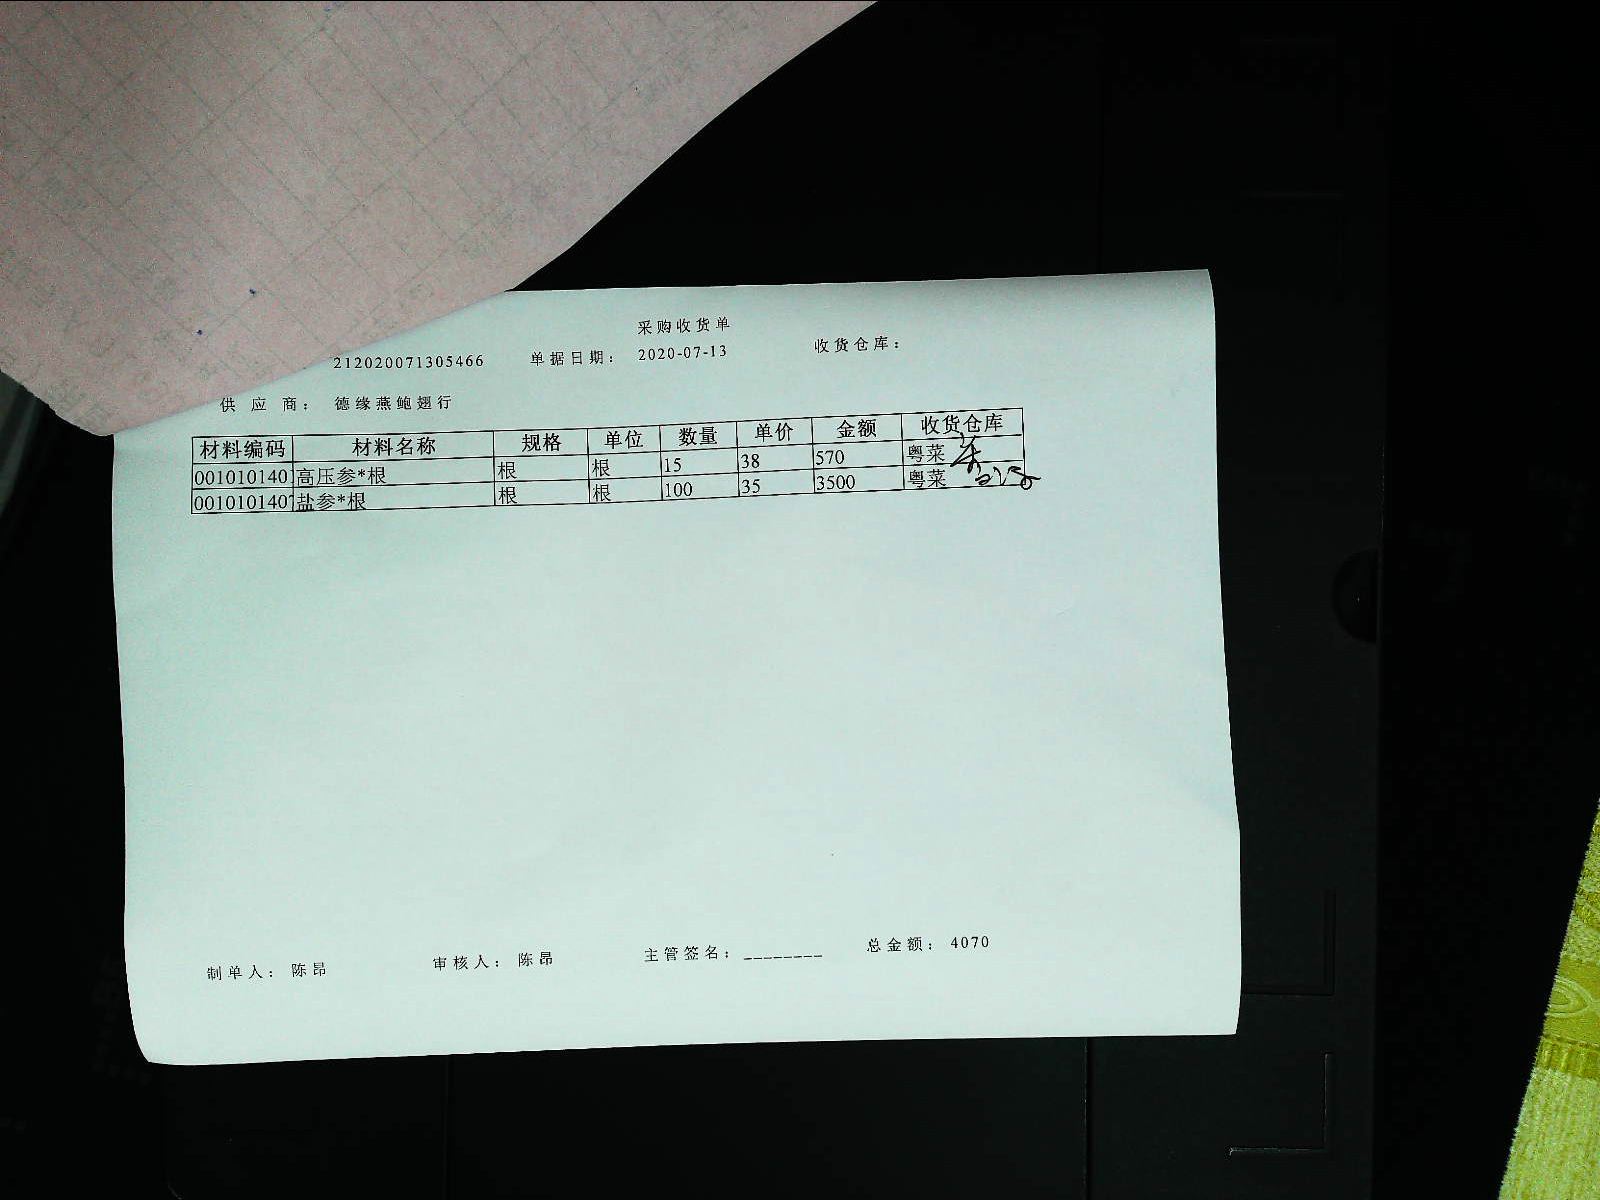 采购收货单
212020071305466 单据日期: 2020-07-13 收货仓库:
供应商: 德缘燕鲍翅行
材料编码 材料名称 规格 单位 数量 单价 金额 收货仓库
001010140 高压参*根 根 根 15 38 570 粤菜
001010140 盐参*根 根 根 100 35 3500 粤菜
制单人: 陈昂 审核人: 陈昂 主管签名: ________ 总金额: 4070